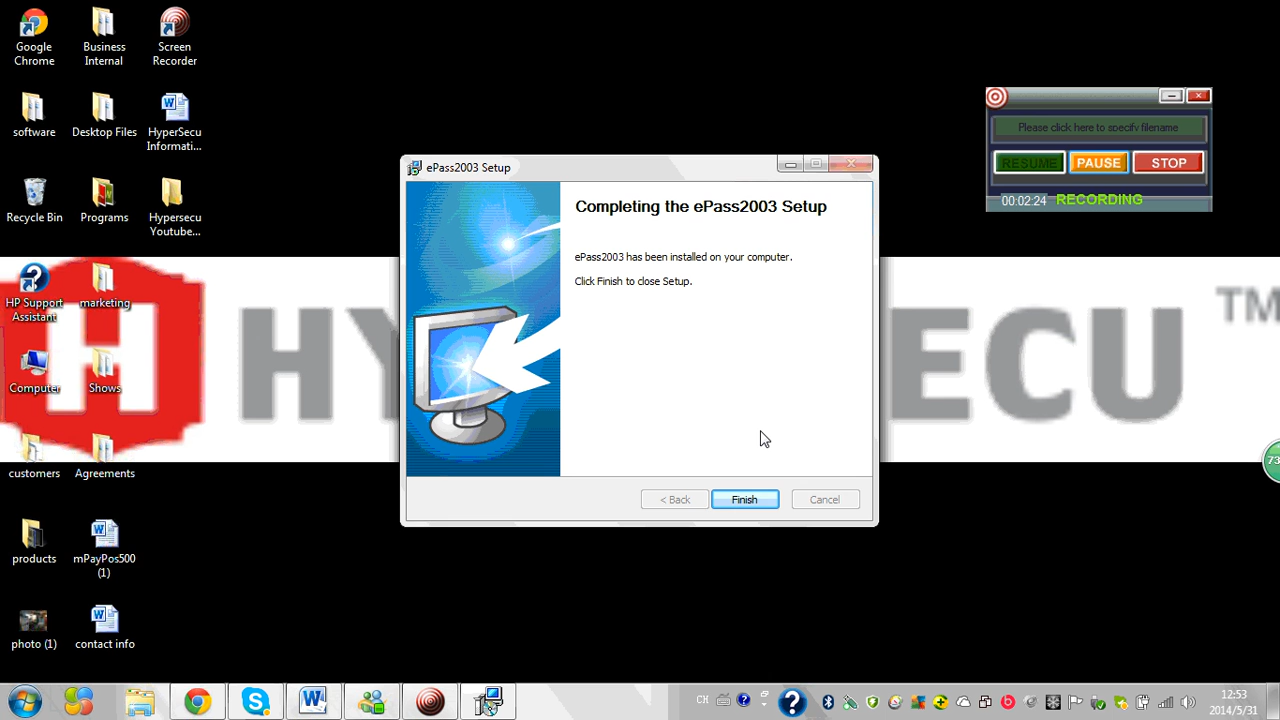 Google
Chrome
Business
Internal
Screen
Recorder
software
Desktop Files
HyperSecu
Informati...
Recycle Bin
Programs
Hypersecu
Youtube...
HP Support
Assistant
marketing
Computer
Shows
customers
Agreements
products
mPayPos500
(1)
photo (1)
contact info
HY
ECU
TM
ePass2003 Setup
Completing the ePass2003 Setup
ePass2003 has been installed on your computer.
Click Finish to close Setup.
< Back
Finish
Cancel
Please click here to specify filename
RESUME
PAUSE
STOP
00:02:24
RECORDING
73
CH
12:53
2014/5/31